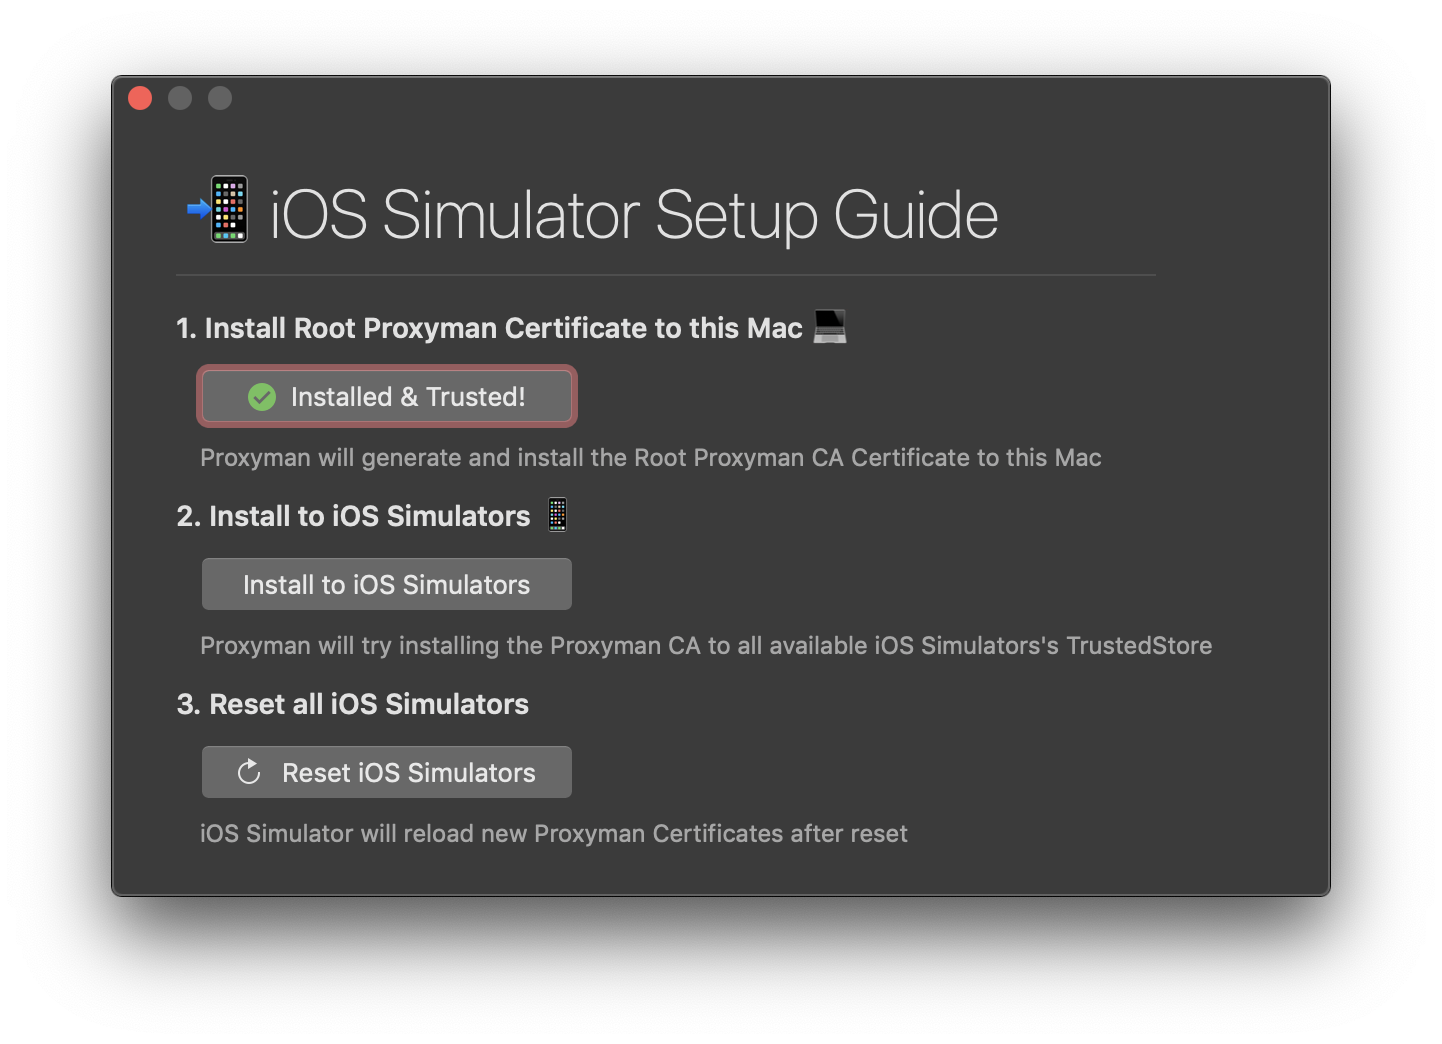 📲 iOS Simulator Setup Guide
1. Install Root Proxyman Certificate to this Mac 💻
Installed & Trusted!
Proxyman will generate and install the Root Proxyman CA Certificate to this Mac
2. Install to iOS Simulators 📱
Install to iOS Simulators
Proxyman will try installing the Proxyman CA to all available iOS Simulators's TrustedStore
3. Reset all iOS Simulators
Reset iOS Simulators
iOS Simulator will reload new Proxyman Certificates after reset